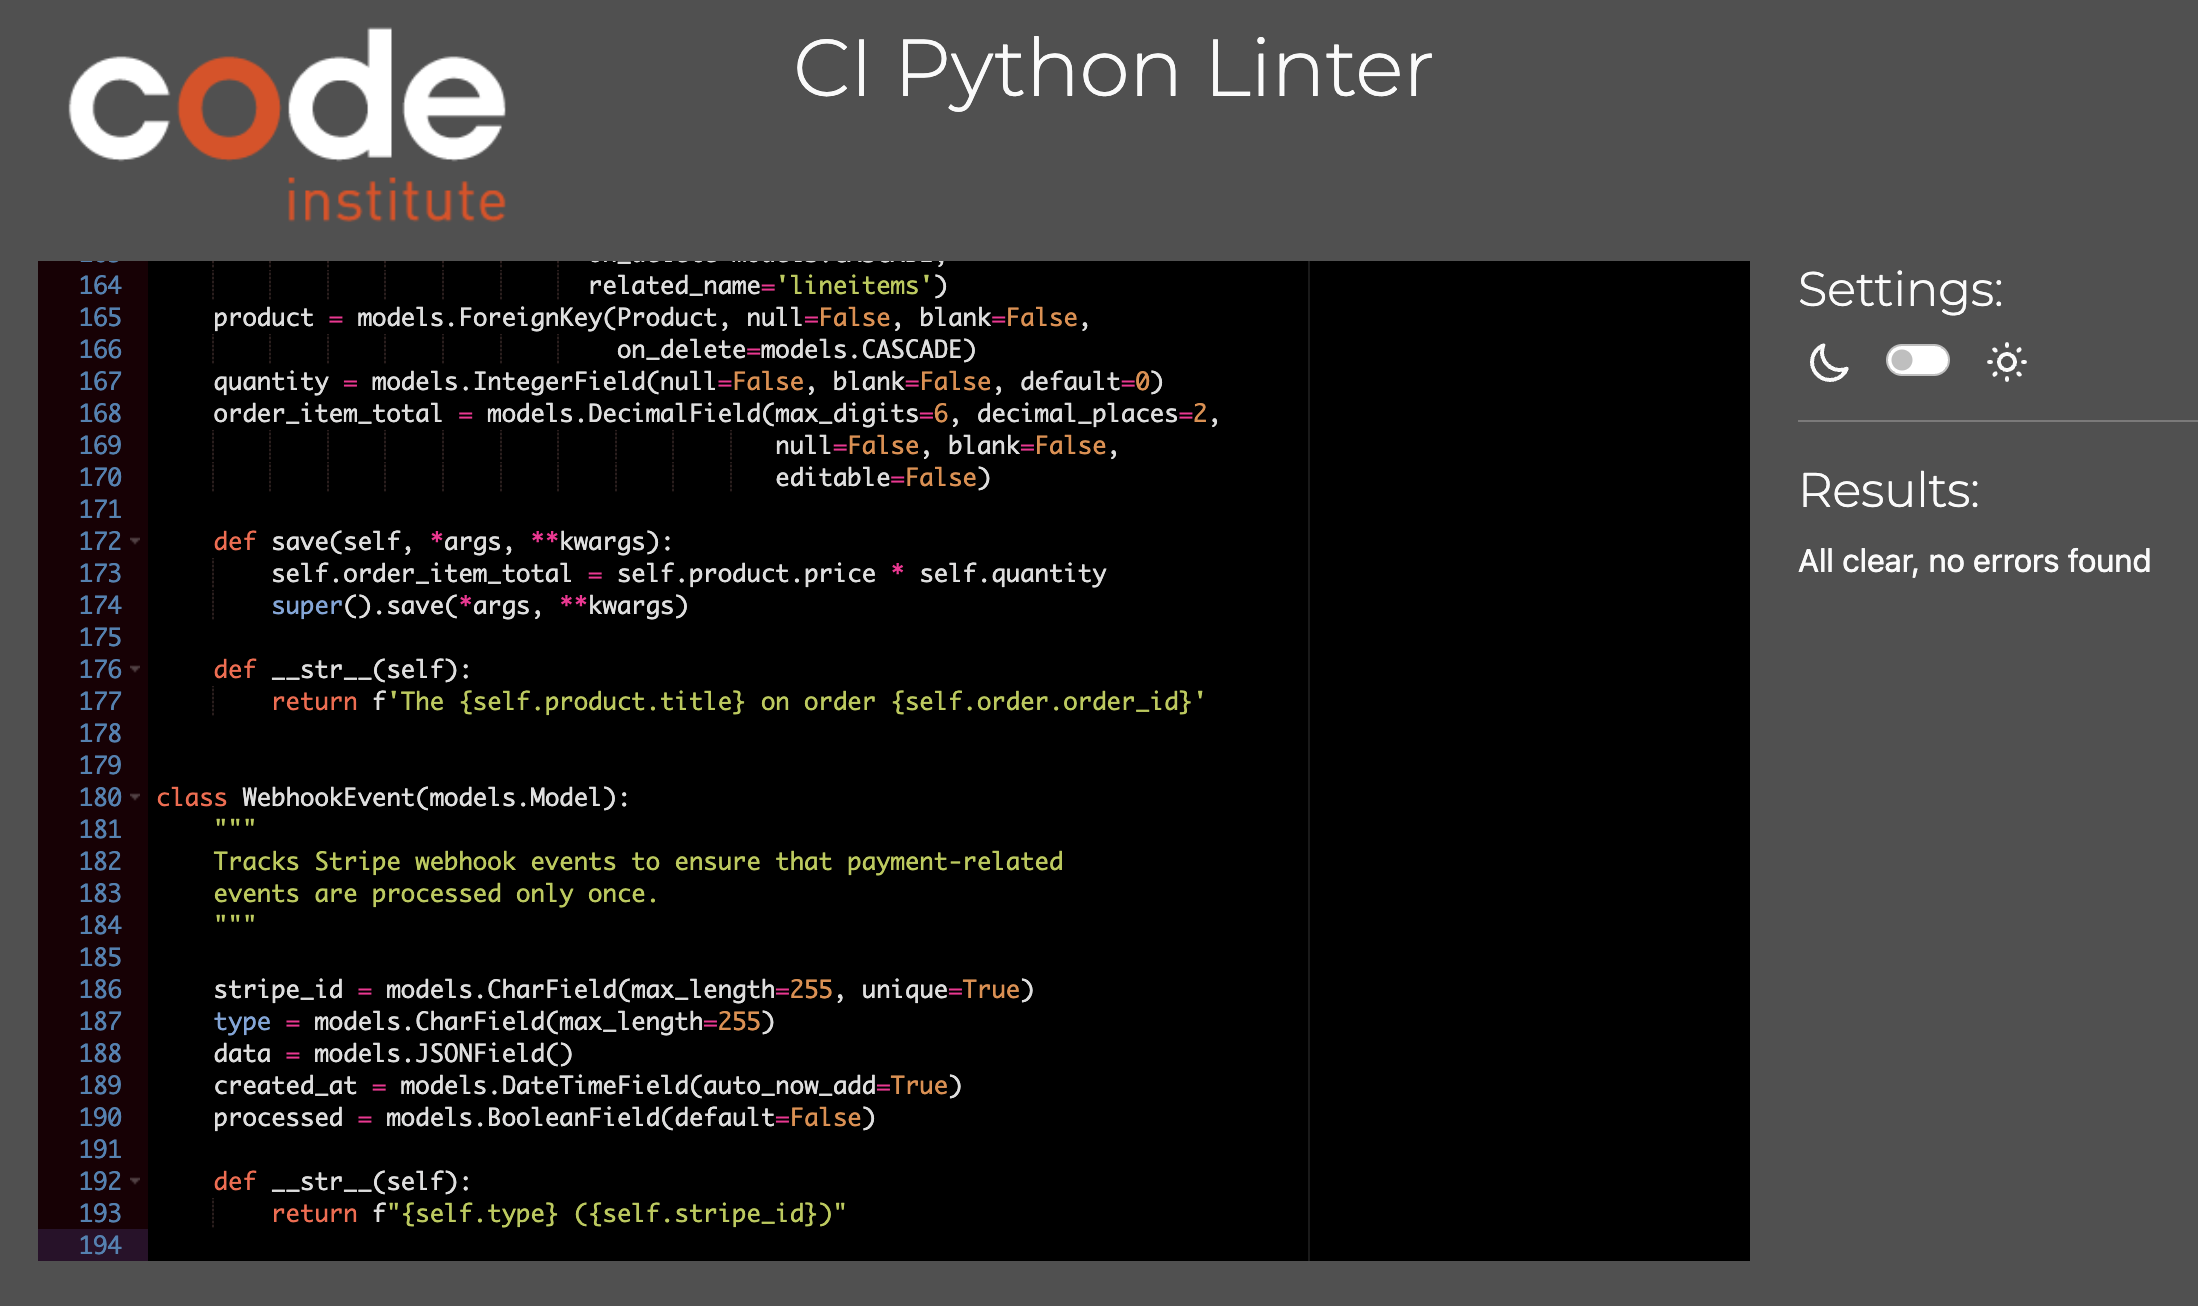 code
institute
CI Python Linter
164 related_name='lineitems')
165 product = models.ForeignKey(Product, null=False, blank=False,
166 on_delete=models.CASCADE)
167 quantity = models.IntegerField(null=False, blank=False, default=0)
168 order_item_total = models.DecimalField(max_digits=6, decimal_places=2,
169 null=False, blank=False,
170 editable=False)
171
172 def save(self, *args, **kwargs):
173 self.order_item_total = self.product.price * self.quantity
174 super().save(*args, **kwargs)
175
176 def __str__(self):
177 return f'The {self.product.title} on order {self.order.order_id}'
178
179
180 class WebhookEvent(models.Model):
181 """
182 Tracks Stripe webhook events to ensure that payment-related
183 events are processed only once.
184 """
185
186 stripe_id = models.CharField(max_length=255, unique=True)
187 type = models.CharField(max_length=255)
188 data = models.JSONField()
189 created_at = models.DateTimeField(auto_now_add=True)
190 processed = models.BooleanField(default=False)
191
192 def __str__(self):
193 return f"{self.type} ({self.stripe_id})"
194
Settings:
Results:
All clear, no errors found